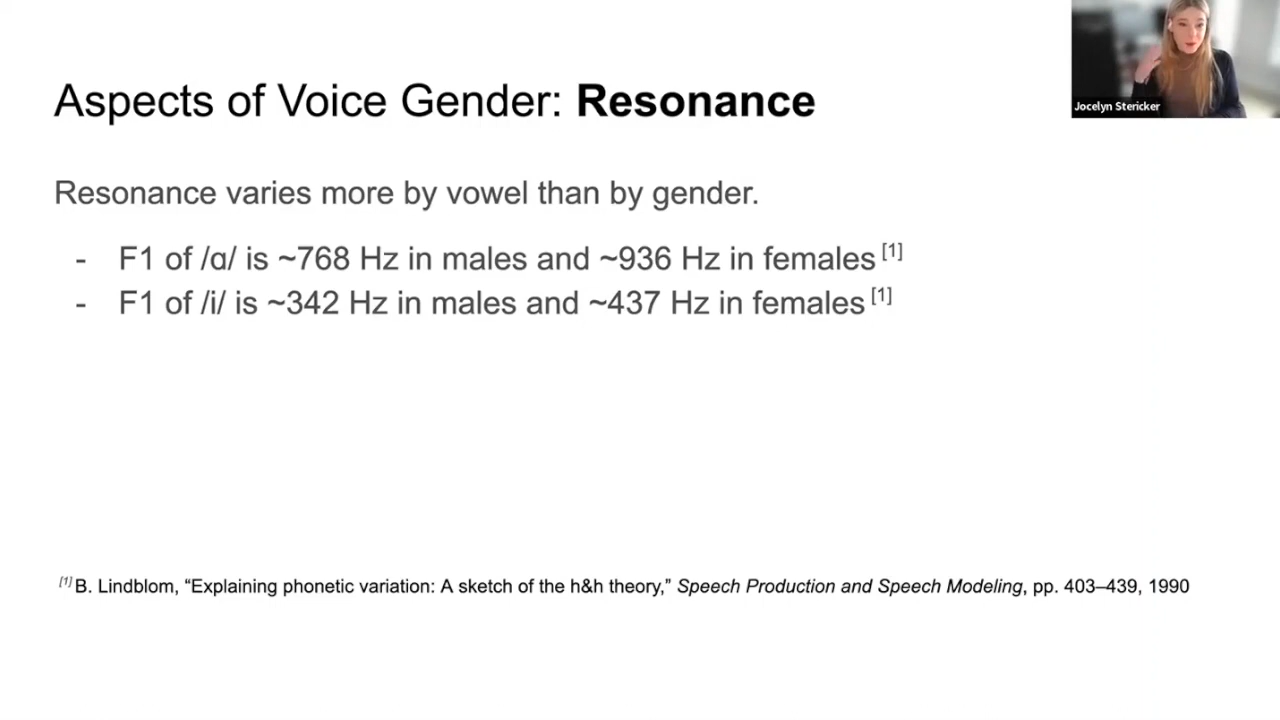 Jocelyn Stericker
Aspects of Voice Gender: Resonance
Resonance varies more by vowel than by gender.
- F1 of /ɑ/ is ~768 Hz in males and ~936 Hz in females [1]
- F1 of /i/ is ~342 Hz in males and ~437 Hz in females [1]
[1] B. Lindblom, “Explaining phonetic variation: A sketch of the h&h theory,” Speech Production and Speech Modeling, pp. 403–439, 1990